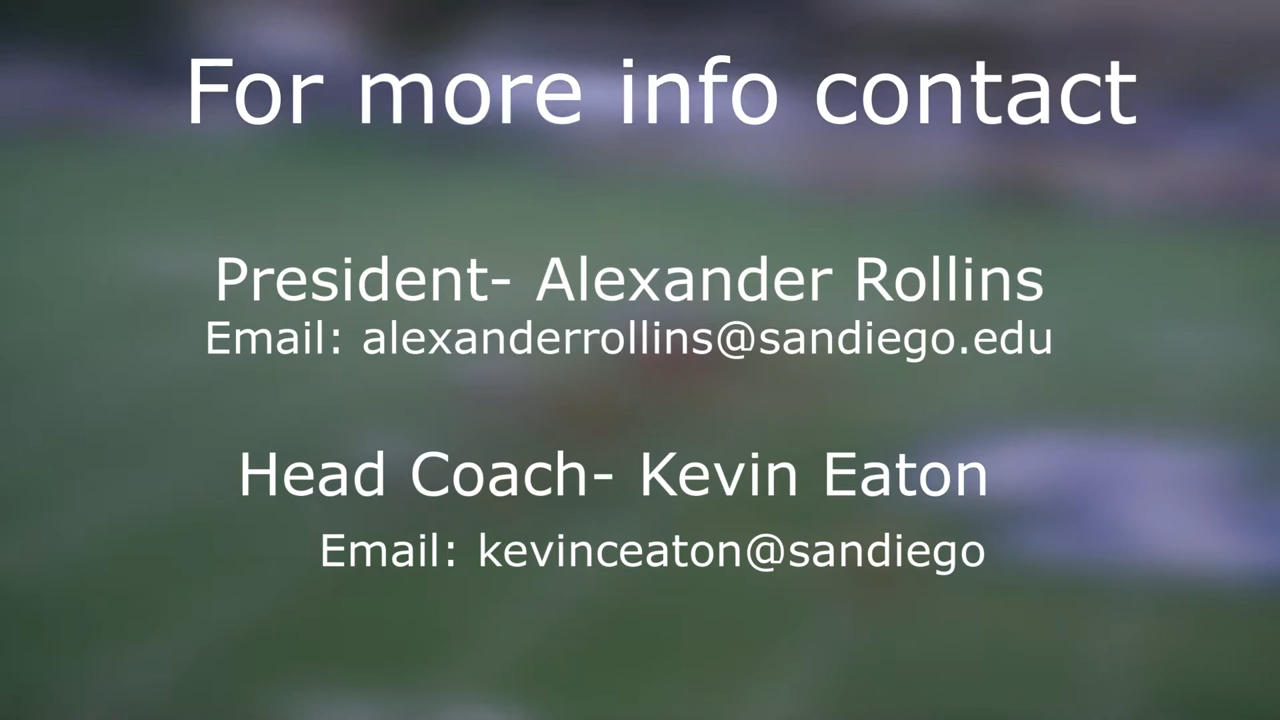 For more info contact
President- Alexander Rollins
Email: alexanderrollins@sandiego.edu
Head Coach- Kevin Eaton
Email: kevinceaton@sandiego